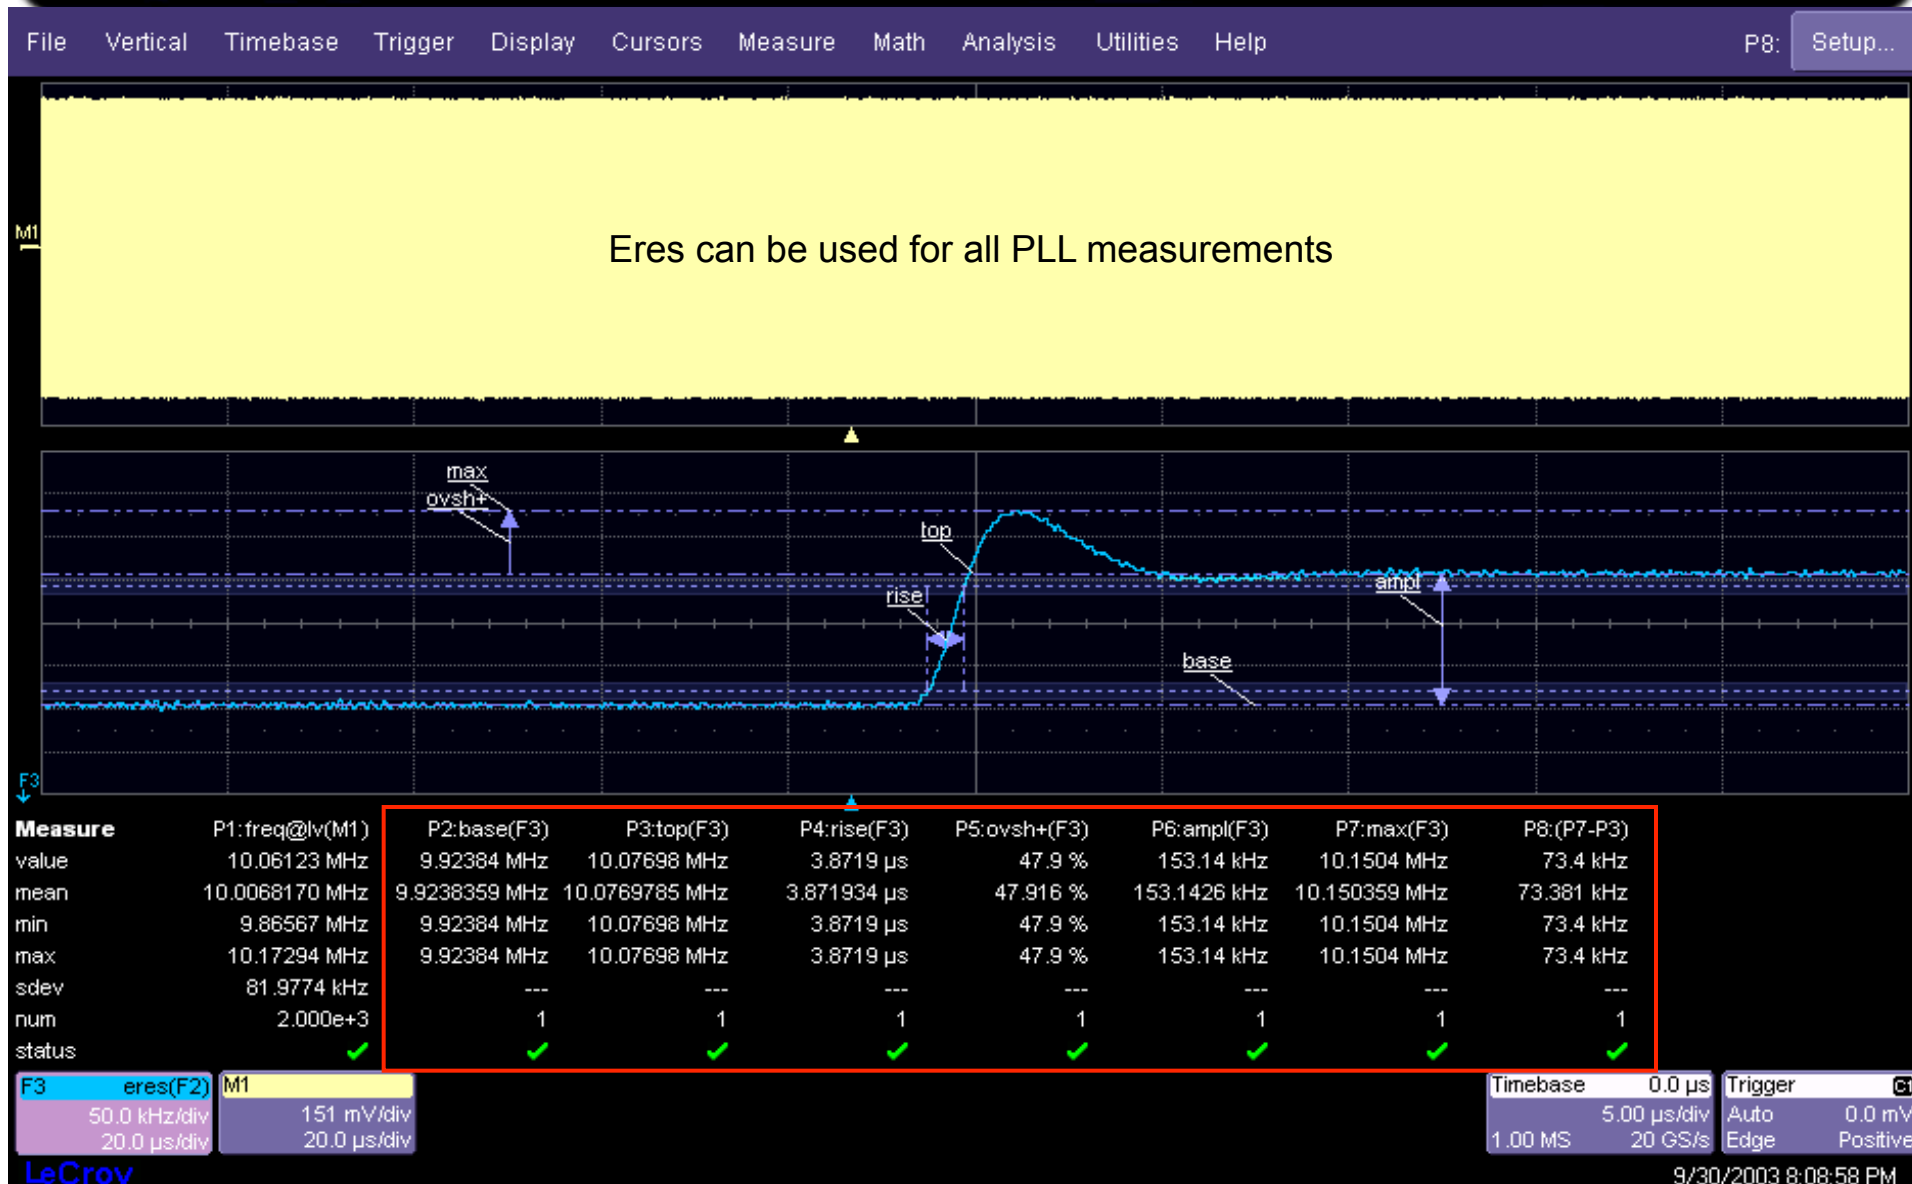 File Vertical Timebase Trigger Display Cursors Measure Math Analysis Utilities Help P8: Setup...
M1
Eres can be used for all PLL measurements
max
ovsh+
top
rise
ampl
base
F3
Measure P1:freq@lv(M1) P2:base(F3) P3:top(F3) P4:rise(F3) P5:ovsh+(F3) P6:ampl(F3) P7:max(F3) P8:(P7-P3)
value 10.06123 MHz 9.92384 MHz 10.07698 MHz 3.8719 µs 47.9 % 153.14 kHz 10.1504 MHz 73.4 kHz
mean 10.0068170 MHz 9.9238359 MHz 10.0769785 MHz 3.871934 µs 47.916 % 153.1426 kHz 10.150359 MHz 73.381 kHz
min 9.86567 MHz 9.92384 MHz 10.07698 MHz 3.8719 µs 47.9 % 153.14 kHz 10.1504 MHz 73.4 kHz
max 10.17294 MHz 9.92384 MHz 10.07698 MHz 3.8719 µs 47.9 % 153.14 kHz 10.1504 MHz 73.4 kHz
sdev 81.9774 kHz --- --- --- --- --- --- ---
num 2.000e+3 1 1 1 1 1 1 1
status
F3 eres(F2)
50.0 kHz/div
20.0 µs/div
M1
151 mV/div
20.0 µs/div
Timebase 0.0 µs
5.00 µs/div
1.00 MS 20 GS/s
Trigger C1
Auto 0.0 mV
Edge Positive
LeCroy
9/30/2003 8:08:58 PM